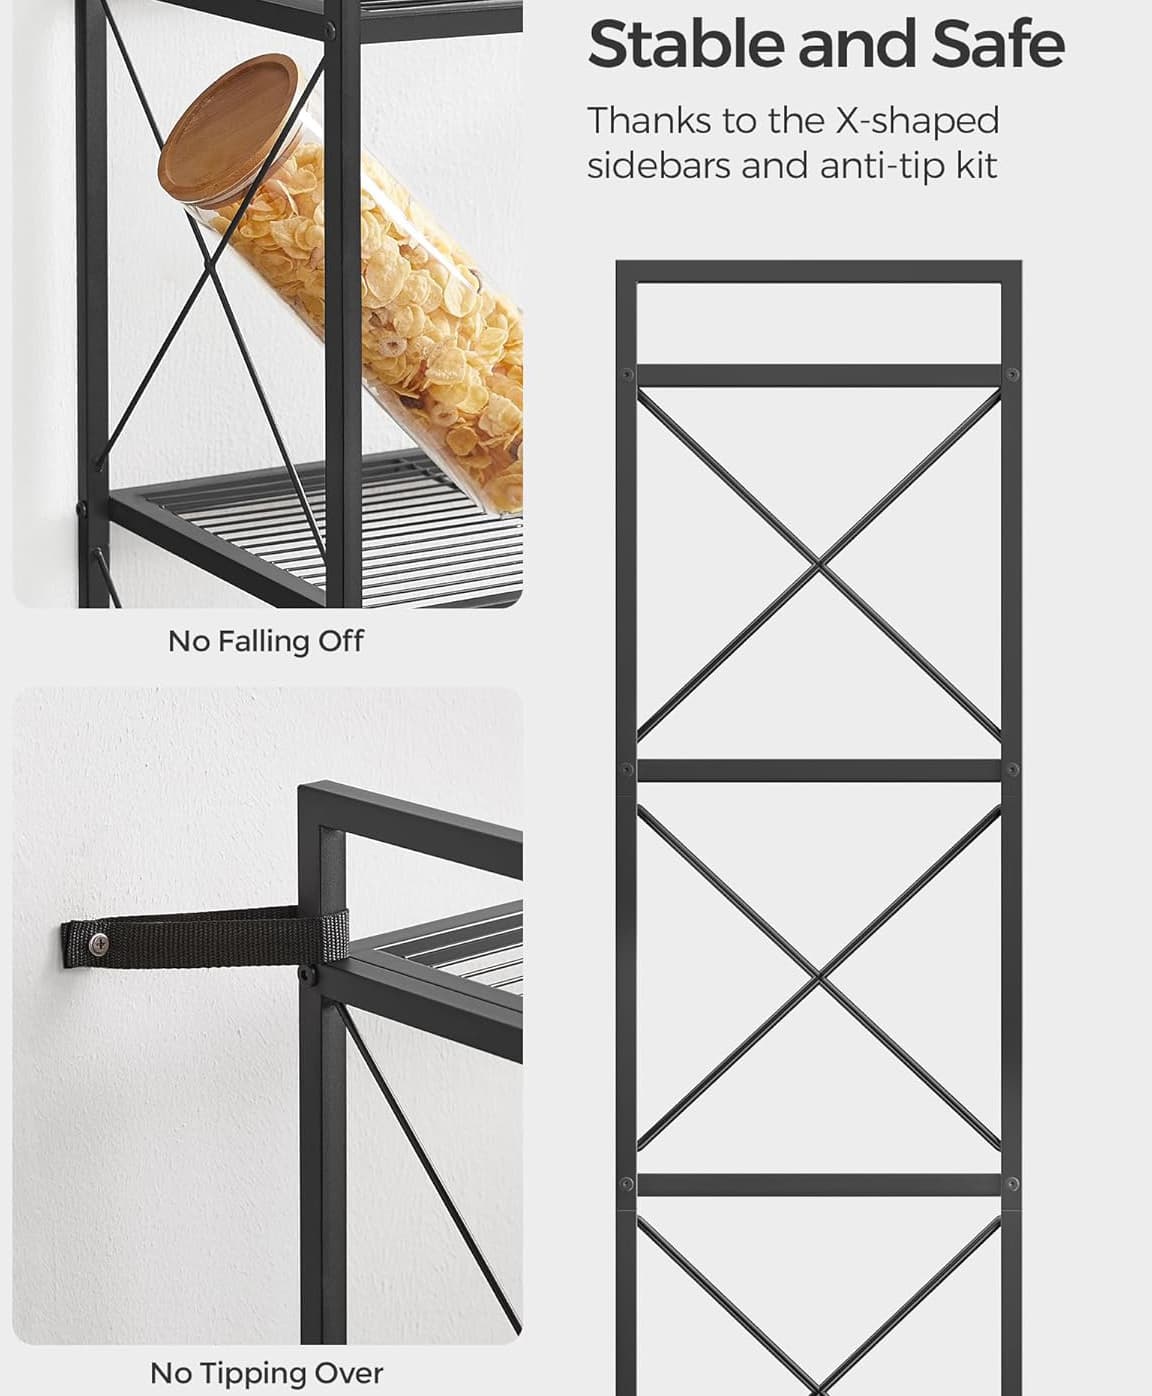 Stable and Safe
Thanks to the X-shaped
sidebars and anti-tip kit
No Falling Off
No Tipping Over